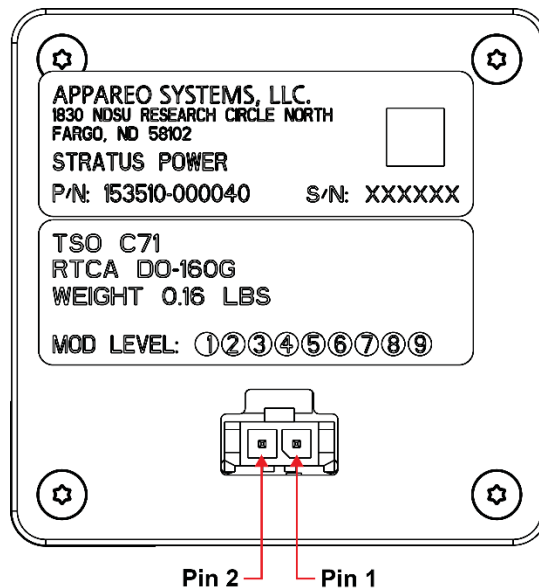 APPAREO SYSTEMS, LLC.
1830 NDSU RESEARCH CIRCLE NORTH
FARGO, ND 58102
STRATUS POWER
P/N: 153510-000040 S/N: XXXXXX
TSO C71
RTCA DO-160G
WEIGHT 0.16 LBS
MOD LEVEL: ①②③④⑤⑥⑦⑧⑨
Pin 2 Pin 1